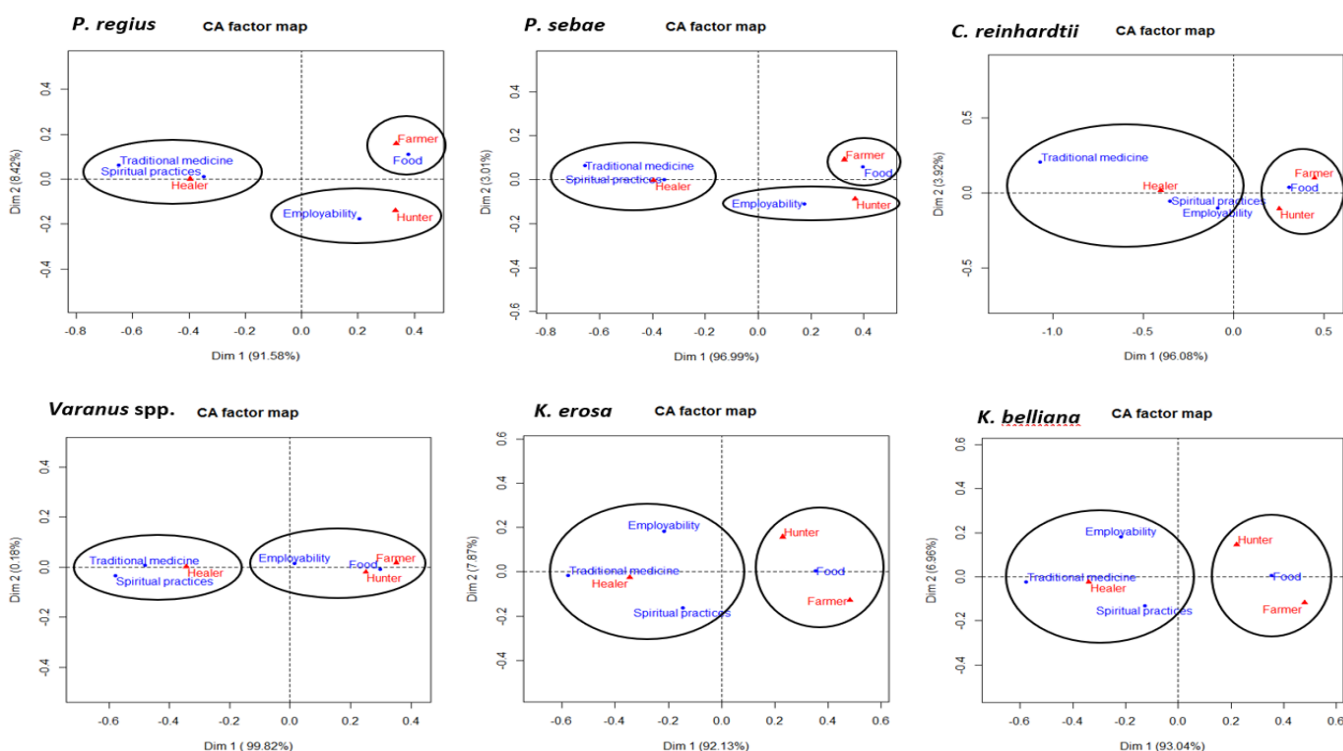 P. regius CA factor map
Dim 2 (8.42%)
0.4
0.2
0.0
-0.2
-0.4
Farmer
Food
Traditional medicine
Spiritual practices
Healer
Employability
Hunter
-0.8 -0.6 -0.4 -0.2 0.0 0.2 0.4
Dim 1 (91.58%)
P. sebae CA factor map
Dim 2 (3.01%)
0.4
0.2
0.0
-0.2
-0.4
-0.6
Farmer
Food
Traditional medicine
Spiritual practices
Healer
Employability
Hunter
-0.8 -0.6 -0.4 -0.2 0.0 0.2 0.4
Dim 1 (96.99%)
C. reinhardtii CA factor map
Dim 2 (3.92%)
0.5
0.0
-0.5
Traditional medicine
Farmer
Healer
Food
Spiritual practices
Employability
Hunter
-1.0 -0.5 0.0 0.5
Dim 1 (96.08%)
Varanus spp. CA factor map
Dim 2 (0.18%)
0.4
0.2
0.0
-0.2
-0.4
Traditional medicine
Healer
Spiritual practices
Employability
Farmer
Food
Hunter
-0.6 -0.4 -0.2 0.0 0.2 0.4
Dim 1 (99.82%)
K. erosa CA factor map
Dim 2 (7.87%)
0.6
0.4
0.2
0.0
-0.2
-0.4
Employability
Hunter
Traditional medicine
Food
Healer
Farmer
Spiritual practices
-0.6 -0.4 -0.2 0.0 0.2 0.4 0.6
Dim 1 (92.13%)
K. belliana CA factor map
Dim 2 (6.96%)
0.6
0.4
0.2
0.0
-0.2
-0.4
Employability
Hunter
Traditional medicine
Food
Healer
Spiritual practices
Farmer
-0.6 -0.4 -0.2 0.0 0.2 0.4 0.6
Dim 1 (93.04%)